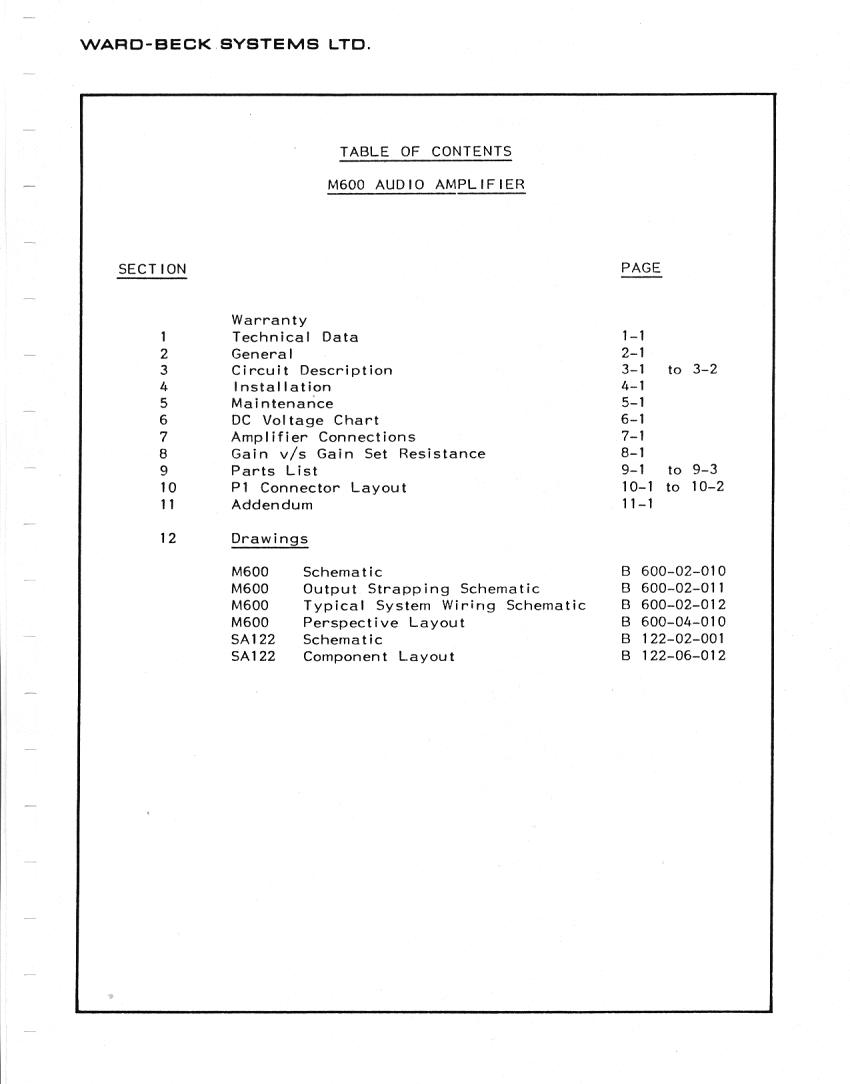 WARD-BECK SYSTEMS LTD.
TABLE OF CONTENTS
M600 AUDIO AMPLIFIER
SECTION PAGE
Warranty
1 Technical Data 1-1
2 General 2-1
3 Circuit Description 3-1 to 3-2
4 Installation 4-1
5 Maintenance 5-1
6 DC Voltage Chart 6-1
7 Amplifier Connections 7-1
8 Gain v/s Gain Set Resistance 8-1
9 Parts List 9-1 to 9-3
10 P1 Connector Layout 10-1 to 10-2
11 Addendum 11-1
12 Drawings
M600 Schematic B 600-02-010
M600 Output Strapping Schematic B 600-02-011
M600 Typical System Wiring Schematic B 600-02-012
M600 Perspective Layout B 600-04-010
SA122 Schematic B 122-02-001
SA122 Component Layout B 122-06-012